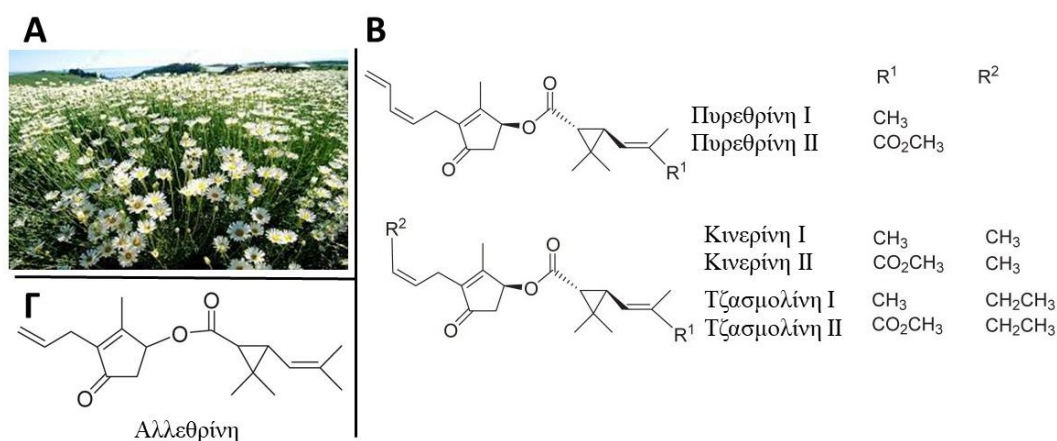 Α
Β
R¹ R²
O
O
O
R¹
Πυρεθρίνη I CH₃
Πυρεθρίνη II CO₂CH₃
R²
O
O
O
R¹
Κινερίνη I CH₃ CH₃
Κινερίνη II CO₂CH₃ CH₃
Τζασμολίνη I CH₃ CH₂CH₃
Τζασμολίνη II CO₂CH₃ CH₂CH₃
Γ
O
O
O
Αλλεθρίνη